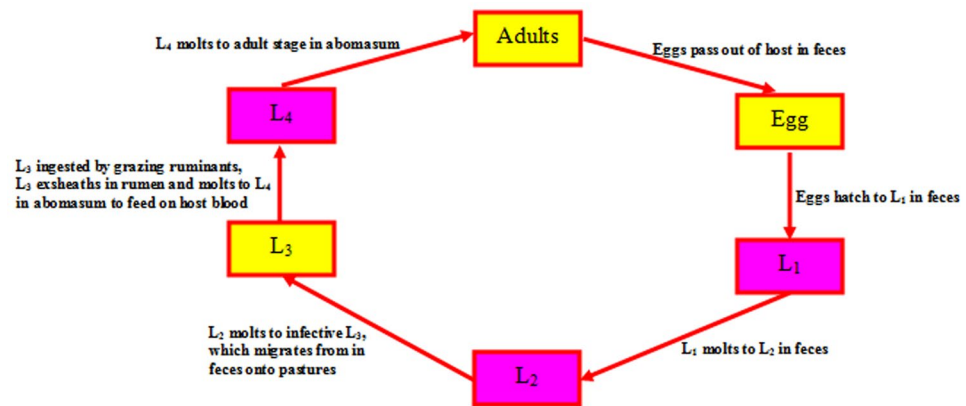 Adults
L₄ molts to adult stage in abomasum
Eggs pass out of host in feces
L₄
Egg
L₃ ingested by grazing ruminants,
L₃ exsheaths in rumen and molts to L₄
in abomasum to feed on host blood
Eggs hatch to L₁ in feces
L₃
L₁
L₂ molts to infective L₃,
which migrates from in
feces onto pastures
L₁ molts to L₂ in feces
L₂